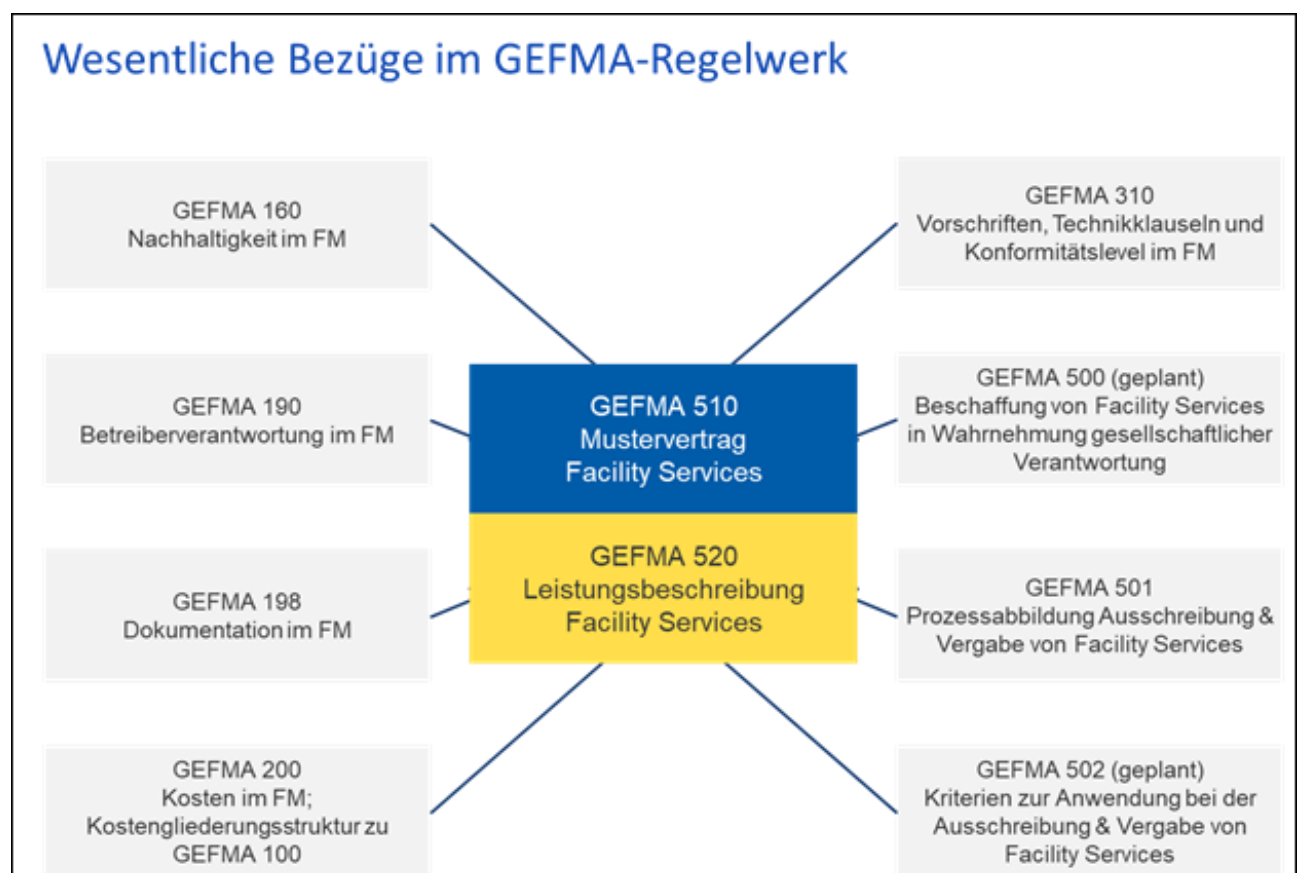 Wesentliche Bezüge im GEFMA-Regelwerk
GEFMA 160
Nachhaltigkeit im FM
GEFMA 190
Betreiberverantwortung im FM
GEFMA 198
Dokumentation im FM
GEFMA 200
Kosten im FM;
Kostengliederungsstruktur zu
GEFMA 100
GEFMA 510
Mustervertrag
Facility Services
GEFMA 520
Leistungsbeschreibung
Facility Services
GEFMA 310
Vorschriften, Technikklauseln und
Konformitätslevel im FM
GEFMA 500 (geplant)
Beschaffung von Facility Services
in Wahrnehmung gesellschaftlicher
Verantwortung
GEFMA 501
Prozessabbildung Ausschreibung &
Vergabe von Facility Services
GEFMA 502 (geplant)
Kriterien zur Anwendung bei der
Ausschreibung & Vergabe von
Facility Services